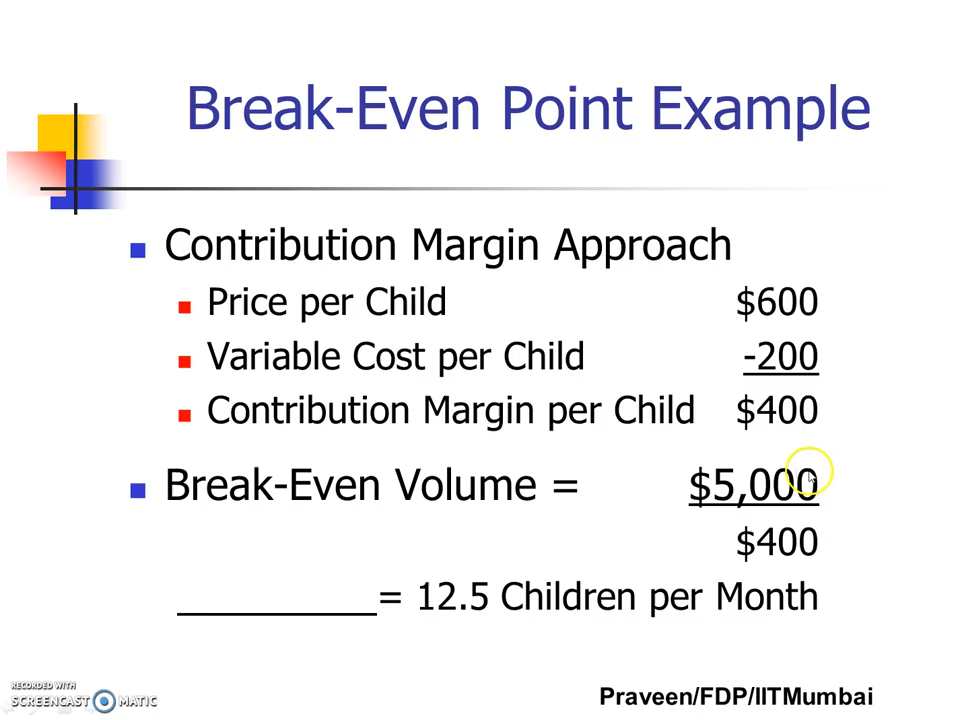 Break-Even Point Example
Contribution Margin Approach
Price per Child $600
Variable Cost per Child -200
Contribution Margin per Child $400
Break-Even Volume = $5,000
$400
__________= 12.5 Children per Month
RECORDED WITH
SCREENCAST MATIC
Praveen/FDP/IITMumbai